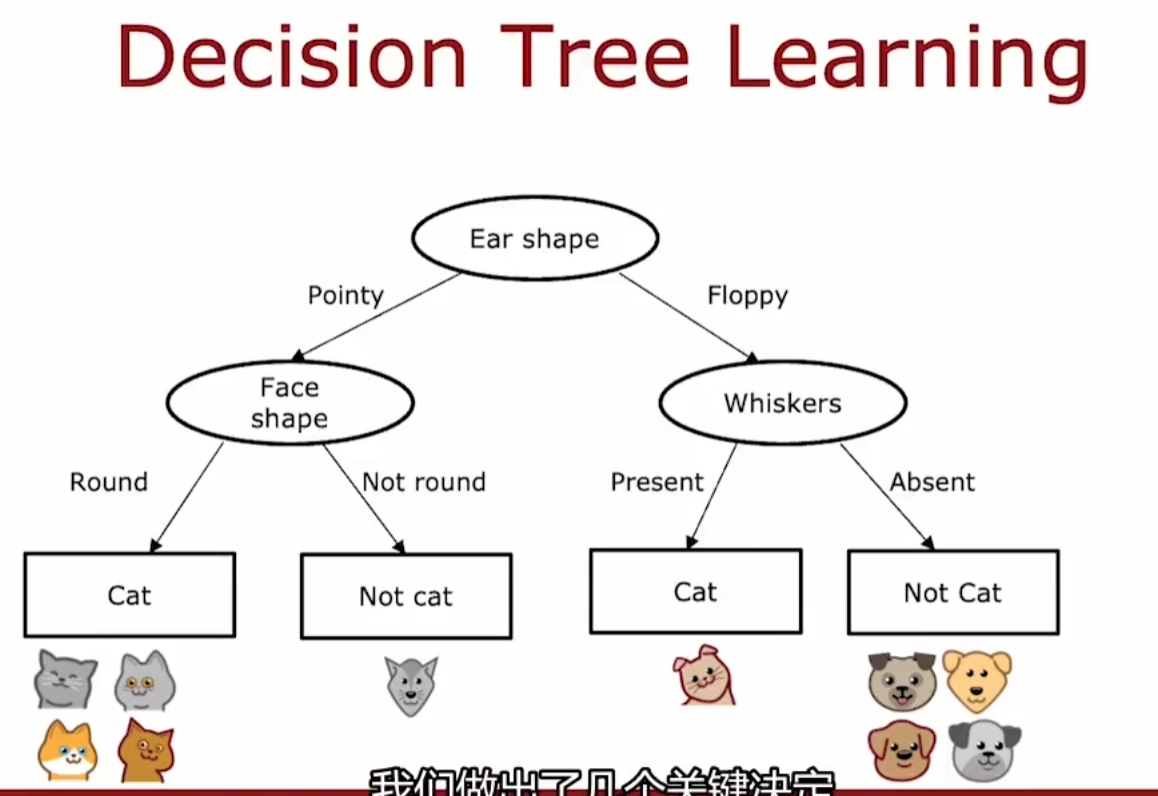 Decision Tree Learning
Ear shape
Pointy
Floppy
Face
shape
Whiskers
Round
Not round
Present
Absent
Cat
Not cat
Cat
Not Cat
我们做出了几个关键决定